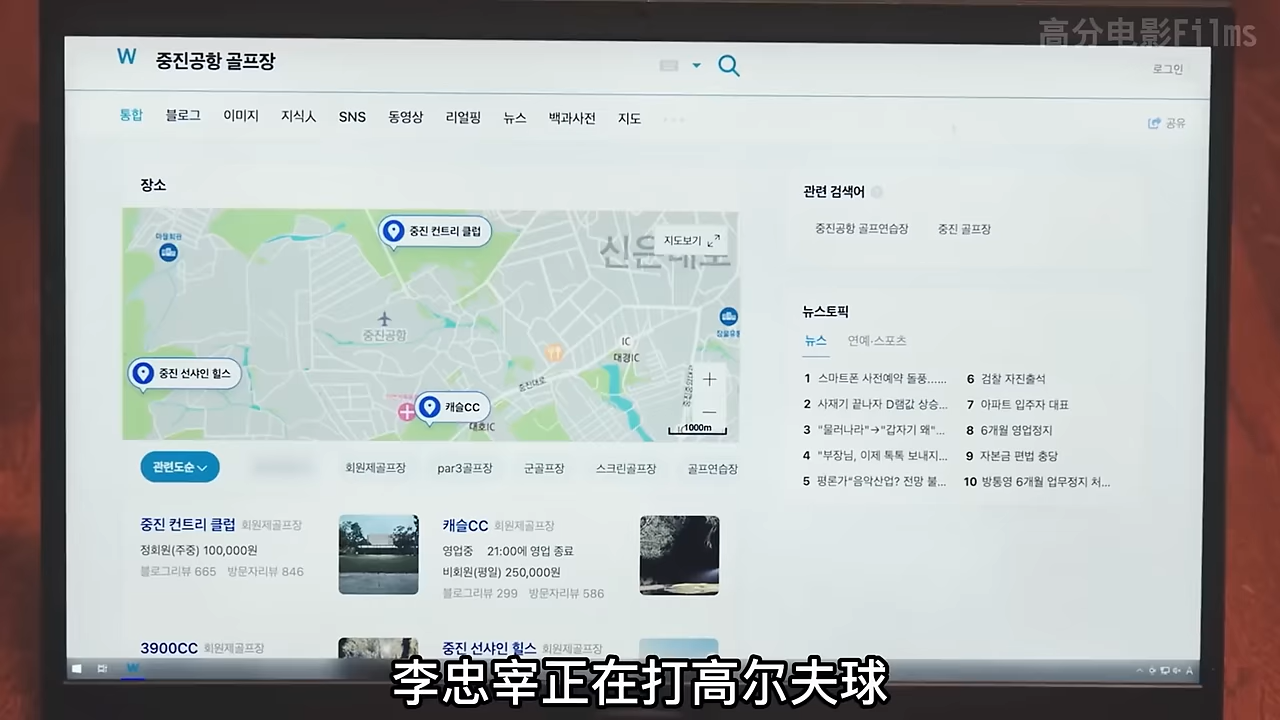 高分电影Films
W 중진공항 골프장
로그인
통합 블로그 이미지 지식人 SNS 동영상 리얼핑 뉴스 백과사전 지도
공유
장소
관련 검색어
중진공항 골프연습장 중진 골프장
마을회관
중진 컨트리 클럽
지도보기
중진공항
IC
대경IC
중진대로
중진 선샤인 힐스
캐슬CC
대호IC
1000m
뉴스토픽
뉴스 연예·스포츠
1 스마트폰 사전예약 돌풍......
2 사재기 끝나자 D램값 상승...
3 "물러나라"→"갑자기 왜"...
4 "부장님, 이제 톡톡 보내지...
5 평론가"음악산업? 전망 불...
6 검찰 자진출석
7 아파트 입주자 대표
8 6개월 영업정지
9 자본금 편법 충당
10 방통영 6개월 업무정지 처...
관련도순
회원제골프장 par3골프장 군골프장 스크린골프장 골프연습장
중진 컨트리 클럽 회원제골프장
정회원(주중) 100,000원
블로그리뷰 665 방문자리뷰 846
캐슬CC 회원제골프장
영업중 21:00에 영업 종료
비회원(평일) 250,000원
블로그리뷰 299 방문자리뷰 586
3900CC 회원제골프장
중진 선샤인 힐스 회원제골프장
W
A
李忠宰正在打高尔夫球